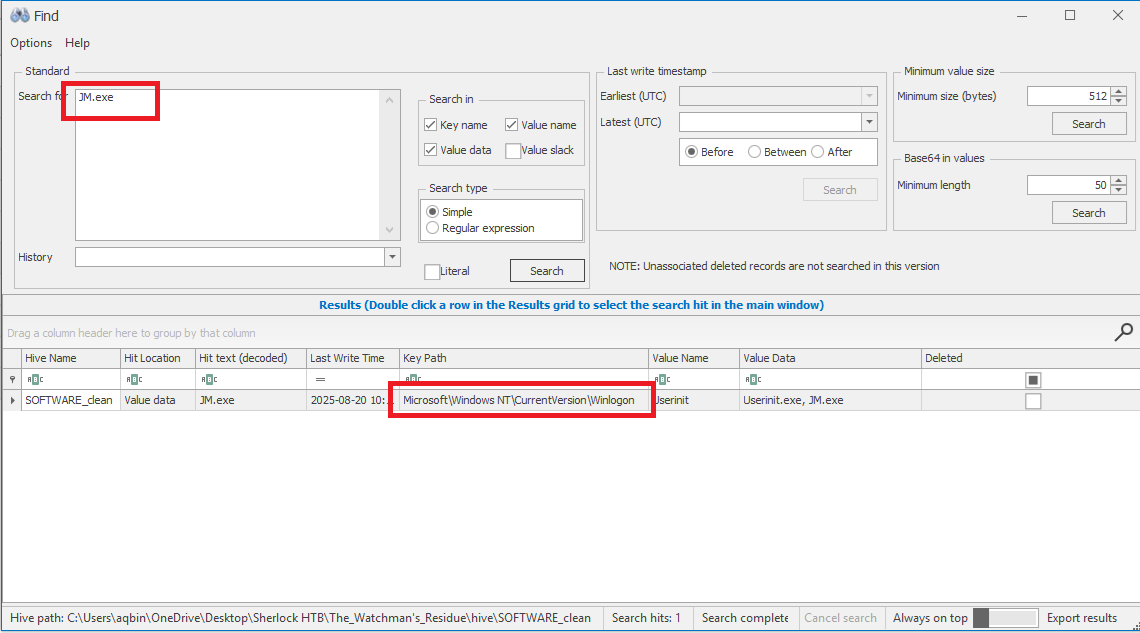 Find
Options Help
Standard
Search for JM.exe
Search in
Key name Value name
Value data Value slack
Search type
Simple
Regular expression
History
Literal Search
Last write timestamp
Earliest (UTC)
Latest (UTC)
Before Between After
Search
NOTE: Unassociated deleted records are not searched in this version
Minimum value size
Minimum size (bytes) 512
Search
Base64 in values
Minimum length 50
Search
Results (Double click a row in the Results grid to select the search hit in the main window)
Drag a column header here to group by that column
Hive Name Hit Location Hit text (decoded) Last Write Time Key Path Value Name Value Data Deleted
ABC ABC ABC = ABC ABC ABC
SOFTWARE_clean Value data JM.exe 2025-08-20 10:... Microsoft\Windows NT\CurrentVersion\Winlogon Userinit Userinit.exe, JM.exe
Hive path: C:\Users\aqbin\OneDrive\Desktop\Sherlock HTB\The_Watchman's_Residue\hive\SOFTWARE_clean Search hits: 1 Search complete Cancel search Always on top Export results